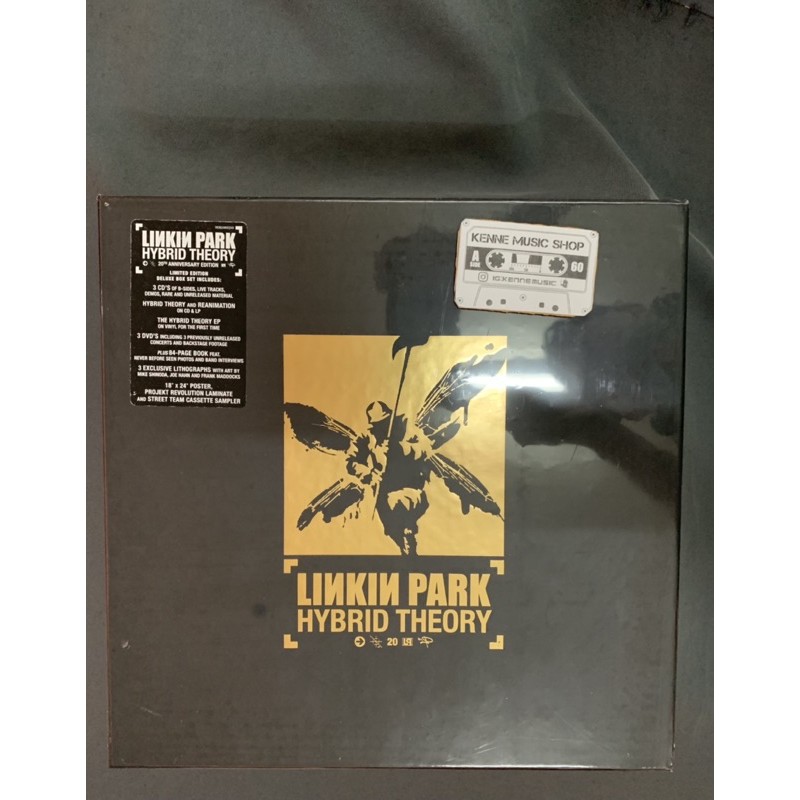 LINKIN PARK
HYBRID THEORY
20TH ANNIVERSARY EDITION
LIMITED EDITION
DELUXE BOX SET INCLUDES:
3 CD'S OF B-SIDES, LIVE TRACKS,
DEMOS, RARE AND UNRELEASED MATERIAL
HYBRID THEORY AND REANIMATION
ON CD & LP
THE HYBRID THEORY EP
ON VINYL FOR THE FIRST TIME
3 DVD'S INCLUDING 3 PREVIOUSLY UNRELEASED
CONCERTS AND BACKSTAGE FOOTAGE
PLUS 84-PAGE BOOK FEAT.
NEVER BEFORE SEEN PHOTOS AND BAND INTERVIEWS
3 EXCLUSIVE LITHOGRAPHS WITH ART BY
MIKE SHINODA, JOE HAHN AND FRANK MADDOCKS
18" x 24" POSTER,
PROJEKT REVOLUTION LAMINATE
AND STREET TEAM CASSETTE SAMPLER
KENNE MUSIC SHOP
A
SIDE
60
IG:KENNEMUSIC
LINKIN PARK
HYBRID THEORY
20 LP